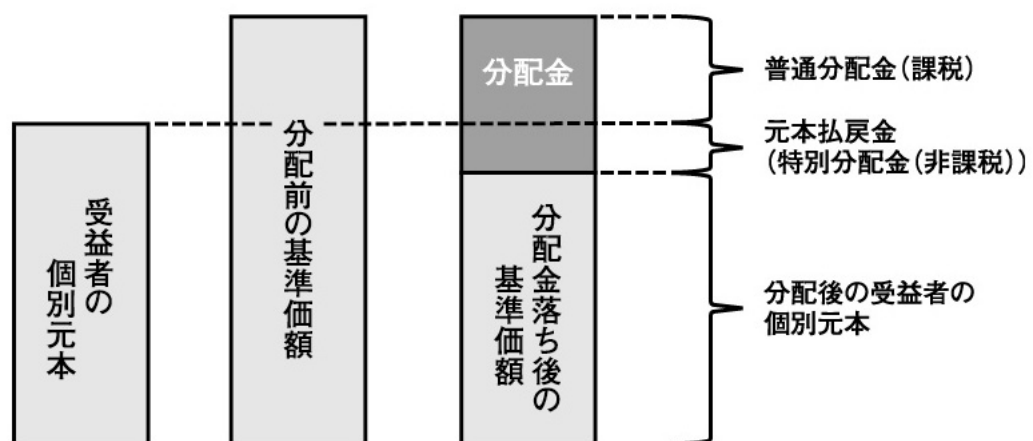 受益者の
個別元本
分配前の基準価額
分配金
分配金落ち後の
基準価額
普通分配金(課税)
元本払戻金
(特別分配金(非課税))
分配後の受益者の
個別元本